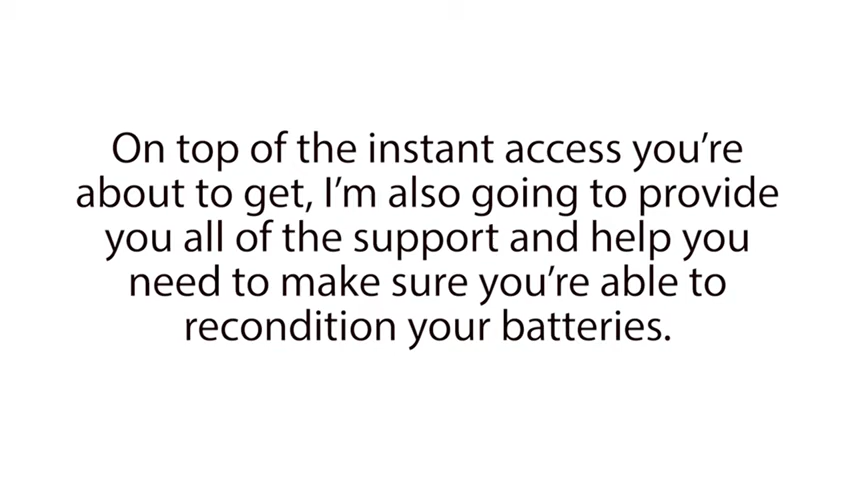 On top of the instant access you’re
about to get, I’m also going to provide
you all of the support and help you
need to make sure you’re able to
recondition your batteries.